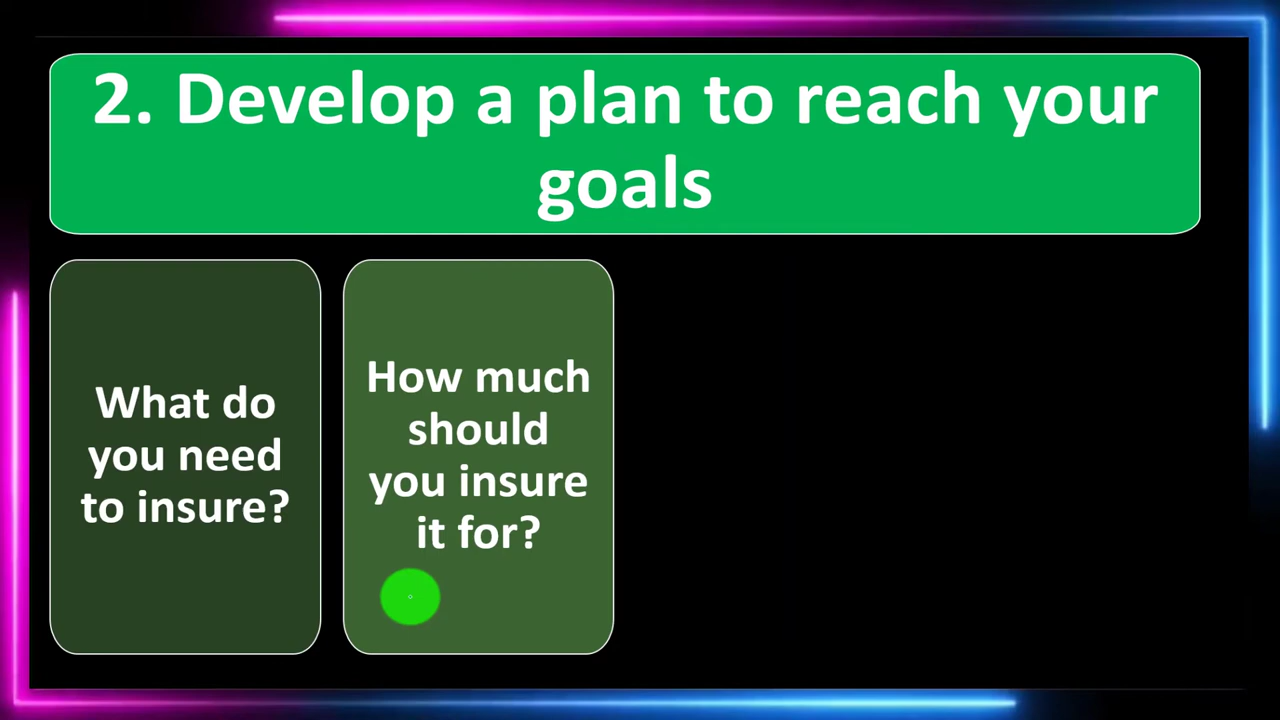 2. Develop a plan to reach your
goals
What do
you need
to insure?
How much
should
you insure
it for?